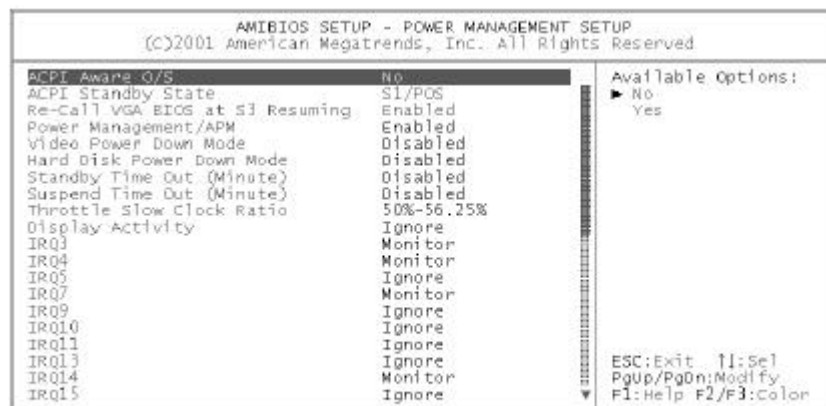 AMIBIOS SETUP - POWER MANAGEMENT SETUP
(C)2001 American Megatrends, Inc. All Rights Reserved
ACPI Aware O/S No
ACPI Standby State S1/POS
Re-Call VGA BIOS at S3 Resuming Enabled
Power Management/APM Enabled
Video Power Down Mode Disabled
Hard Disk Power Down Mode Disabled
Standby Time Out (Minute) Disabled
Suspend Time Out (Minute) Disabled
Throttle Slow Clock Ratio 50%-56.25%
Display Activity Ignore
IRQ3 Monitor
IRQ4 Monitor
IRQ5 Ignore
IRQ7 Monitor
IRQ9 Ignore
IRQ10 Ignore
IRQ11 Ignore
IRQ13 Ignore
IRQ14 Monitor
IRQ15 Ignore
Available Options:
► No
Yes
ESC:Exit ↑↓:Sel
PgUp/PgDn:Modify
F1:Help F2/F3:Color